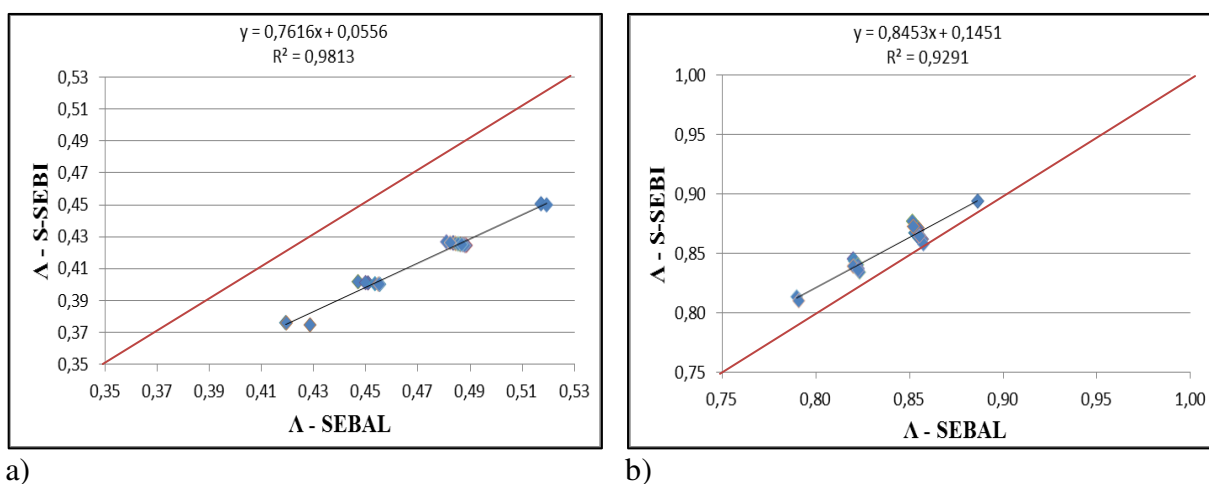 y = 0,7616x + 0,0556
R² = 0,9813
0,53
0,51
0,49
0,47
0,45
0,43
0,41
0,39
0,37
0,35
Λ - S-SEBI
0,35 0,37 0,39 0,41 0,43 0,45 0,47 0,49 0,51 0,53
Λ - SEBAL
a)
y = 0,8453x + 0,1451
R² = 0,9291
1,00
0,95
0,90
0,85
0,80
0,75
Λ - S-SEBI
0,75 0,80 0,85 0,90 0,95 1,00
Λ - SEBAL
b)